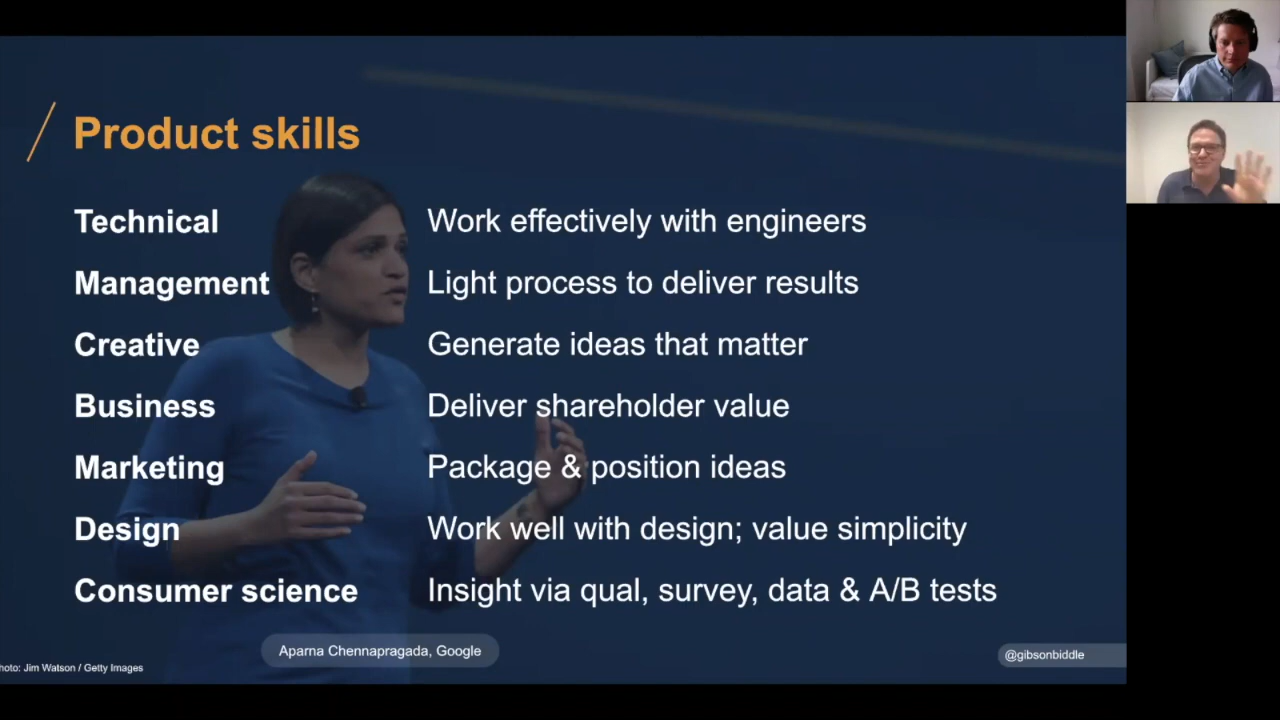 Product skills
Technical Work effectively with engineers
Management Light process to deliver results
Creative Generate ideas that matter
Business Deliver shareholder value
Marketing Package & position ideas
Design Work well with design; value simplicity
Consumer science Insight via qual, survey, data & A/B tests
Aparna Chennapragada, Google
@gibsonbiddle
hoto: Jim Watson / Getty Images